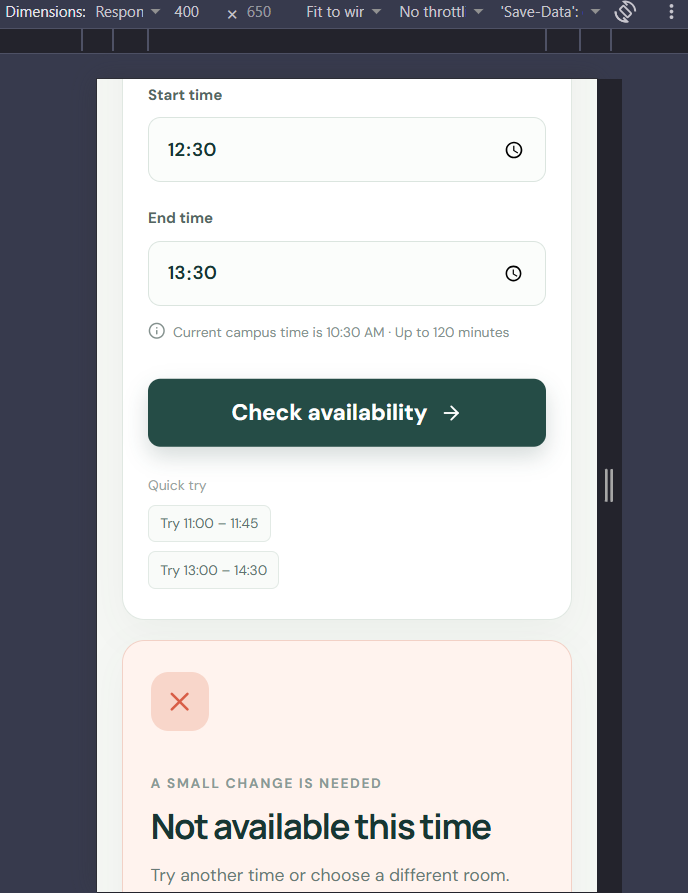 Dimensions: Respon 400 × 650 Fit to wir No throttl 'Save-Data':
Start time
12:30
End time
13:30
Current campus time is 10:30 AM · Up to 120 minutes
Check availability →
Quick try
Try 11:00 – 11:45
Try 13:00 – 14:30
A SMALL CHANGE IS NEEDED
Not available this time
Try another time or choose a different room.